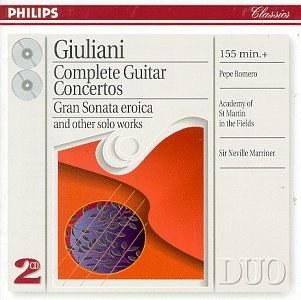 PHILIPS
Classics
Giuliani
Complete Guitar
Concertos
Gran Sonata eroica
and other solo works
155 min.+
Pepe Romero
Academy of
St Martin
in the Fields
Sir Neville Marriner
2CD
DUO